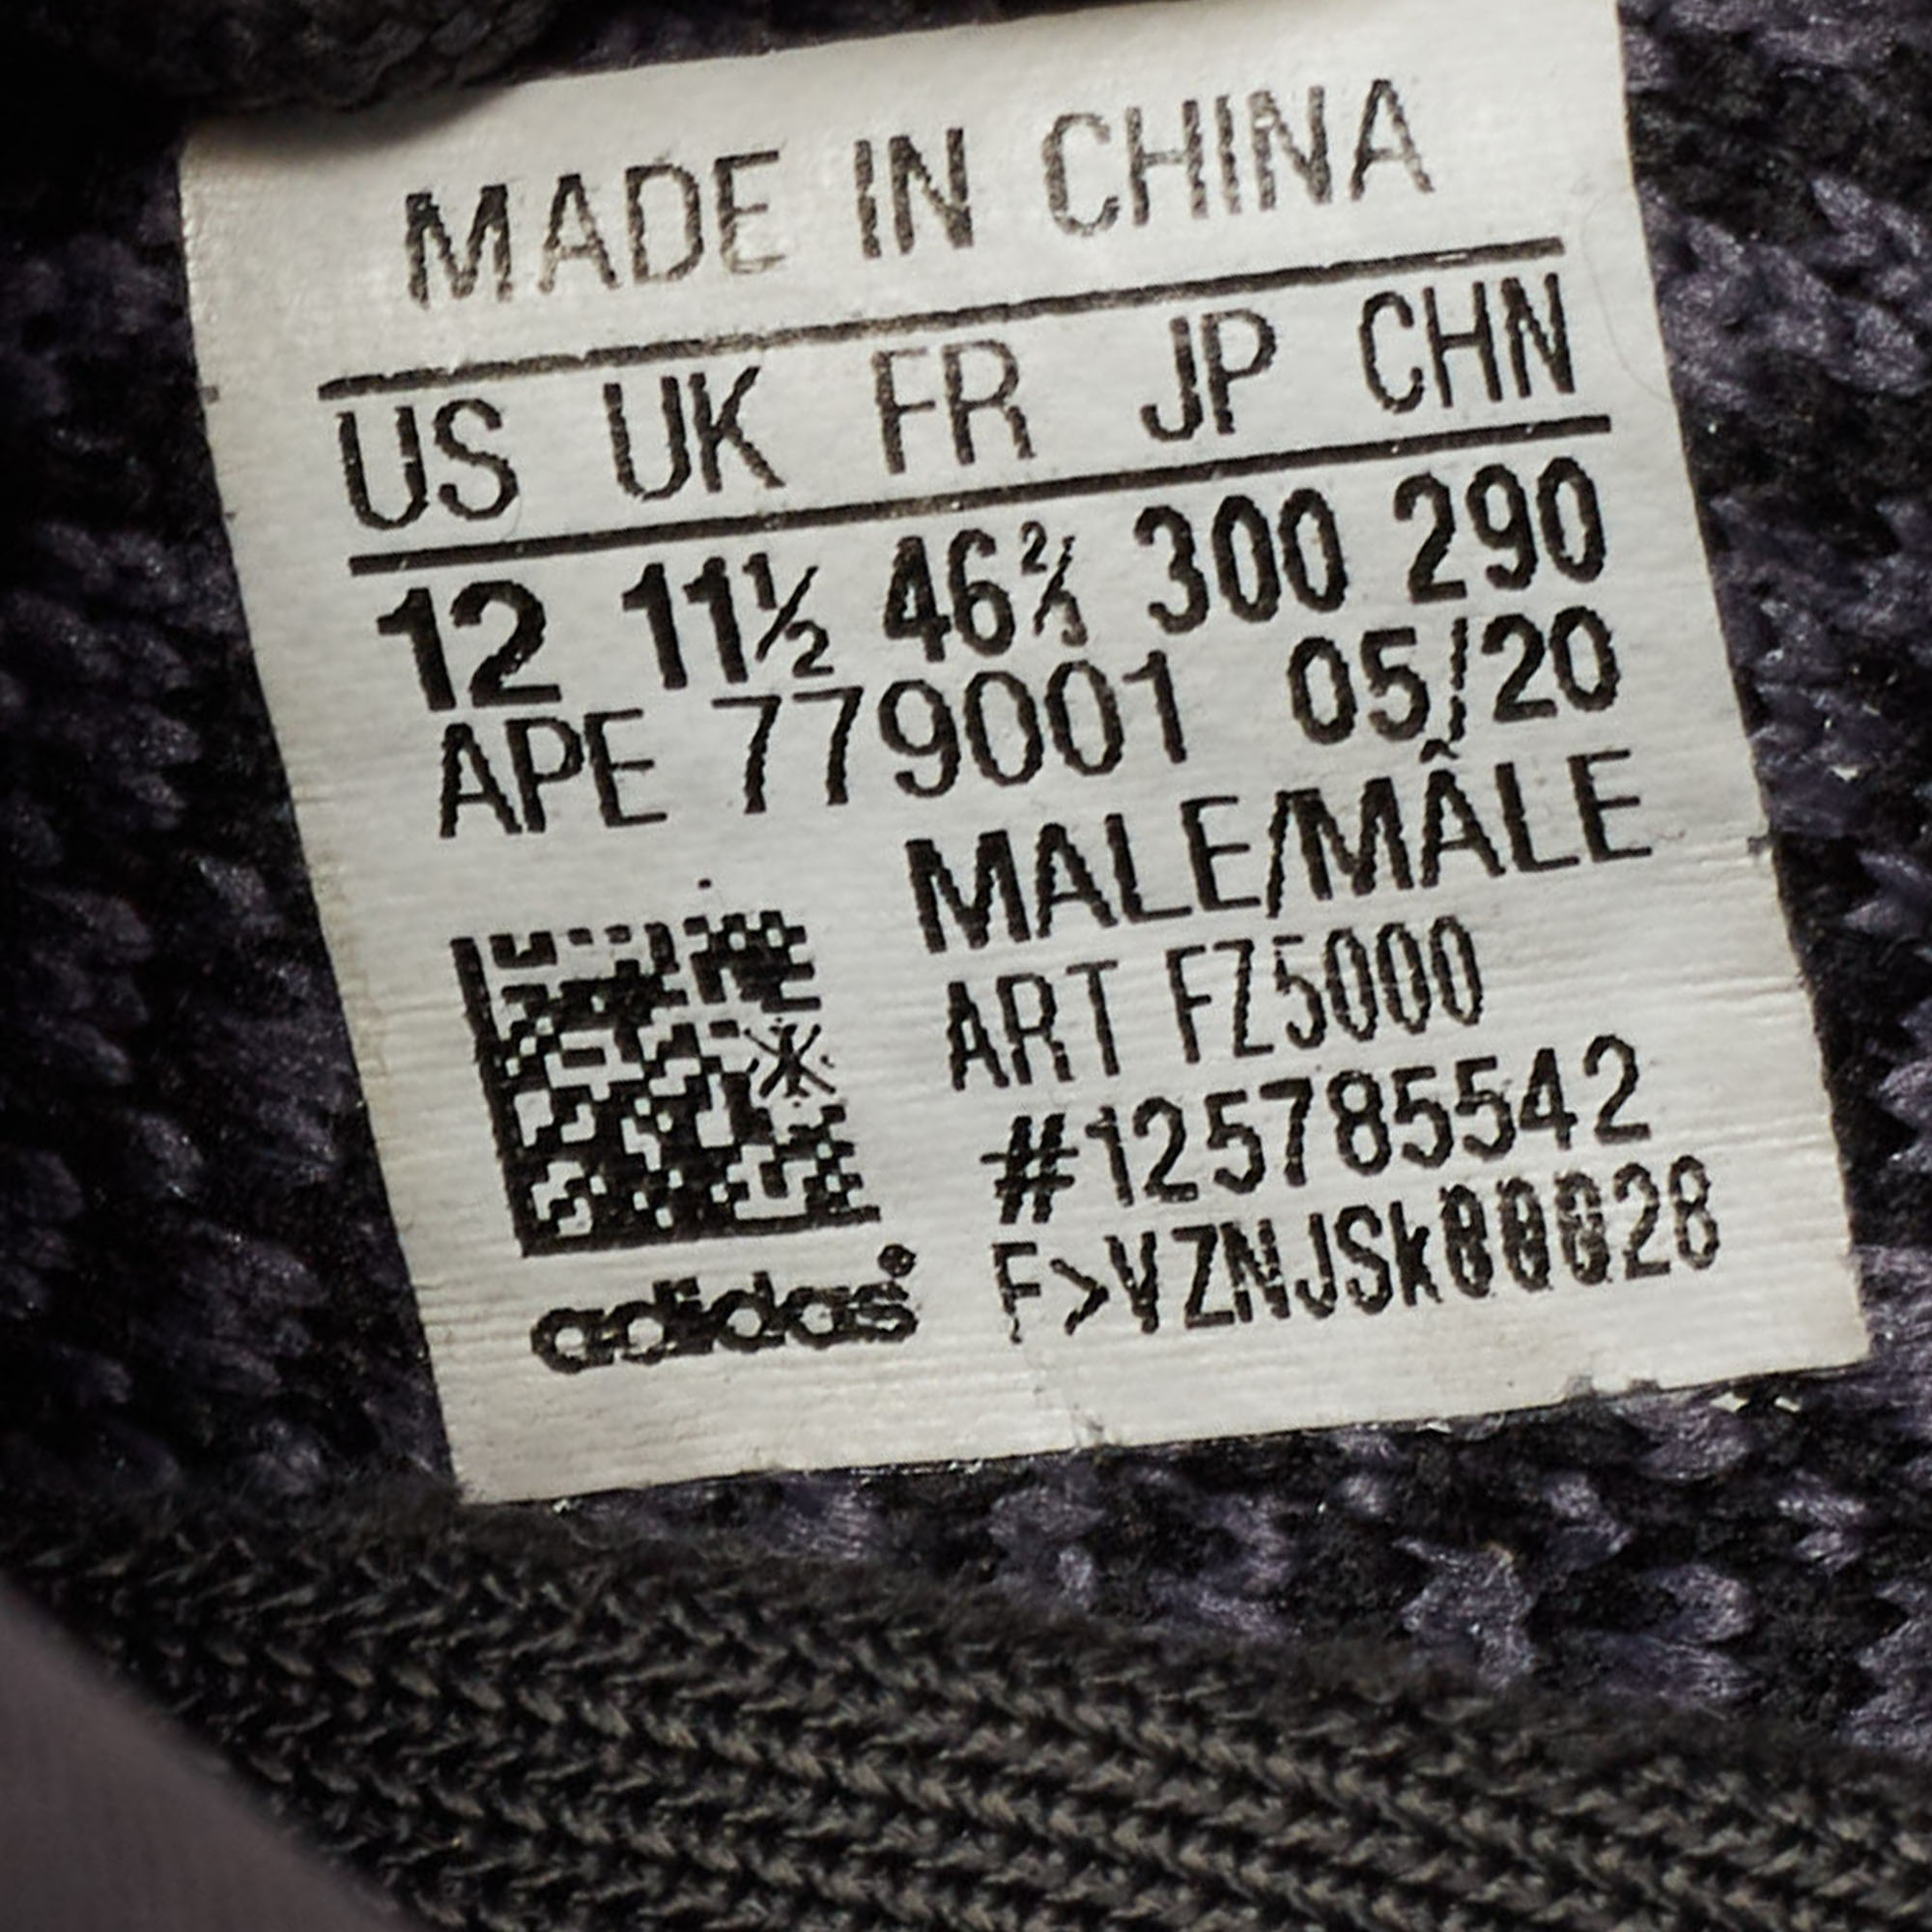 MADE IN CHINA
US UK FR JP CHN
12 11½ 46⅔ 300 290
APE 779001 05/20
MALE/MÂLE
ART FZ5000
#125785542
adidas®